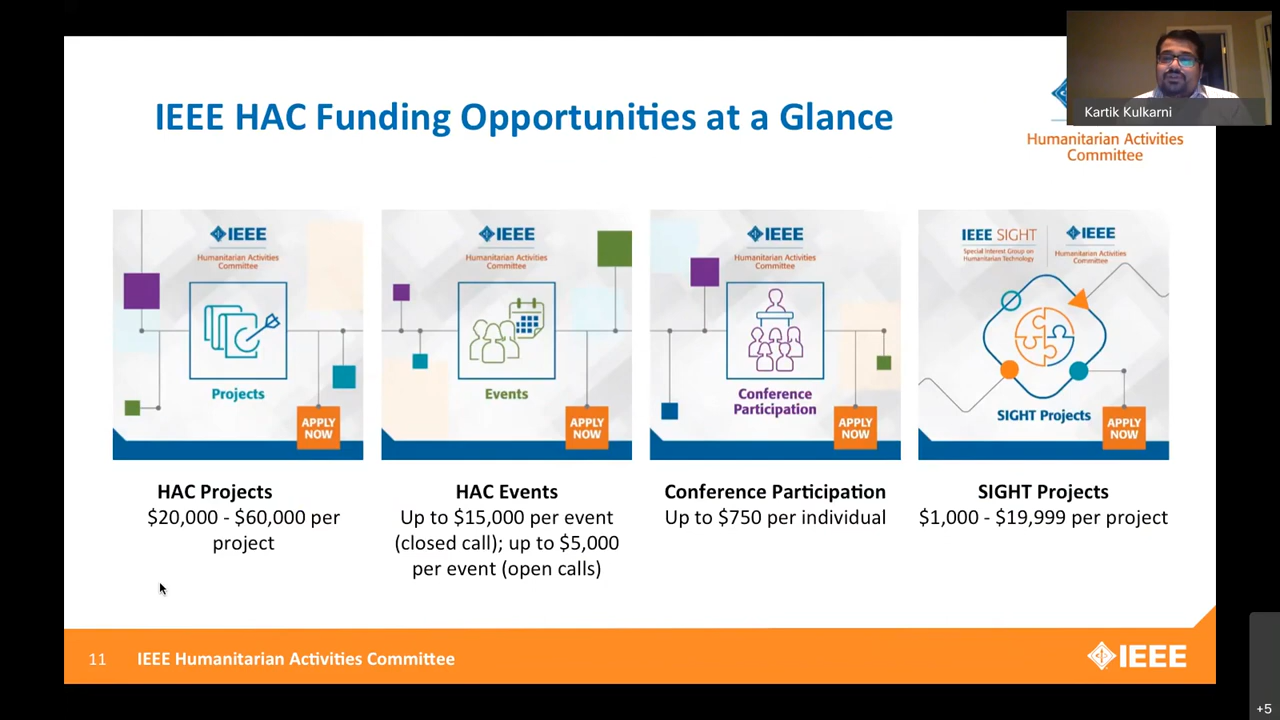 Kartik Kulkarni
IEEE HAC Funding Opportunities at a Glance
Humanitarian Activities
Committee
IEEE
Humanitarian Activities
Committee
Projects
APPLY
NOW
IEEE
Humanitarian Activities
Committee
Events
APPLY
NOW
IEEE
Humanitarian Activities
Committee
Conference
Participation
APPLY
NOW
IEEE SIGHT
Special Interest Group on
Humanitarian Technology
IEEE
Humanitarian Activities
Committee
SIGHT Projects
APPLY
NOW
HAC Projects
$20,000 - $60,000 per
project
HAC Events
Up to $15,000 per event
(closed call); up to $5,000
per event (open calls)
Conference Participation
Up to $750 per individual
SIGHT Projects
$1,000 - $19,999 per project
11
IEEE Humanitarian Activities Committee
IEEE
+5